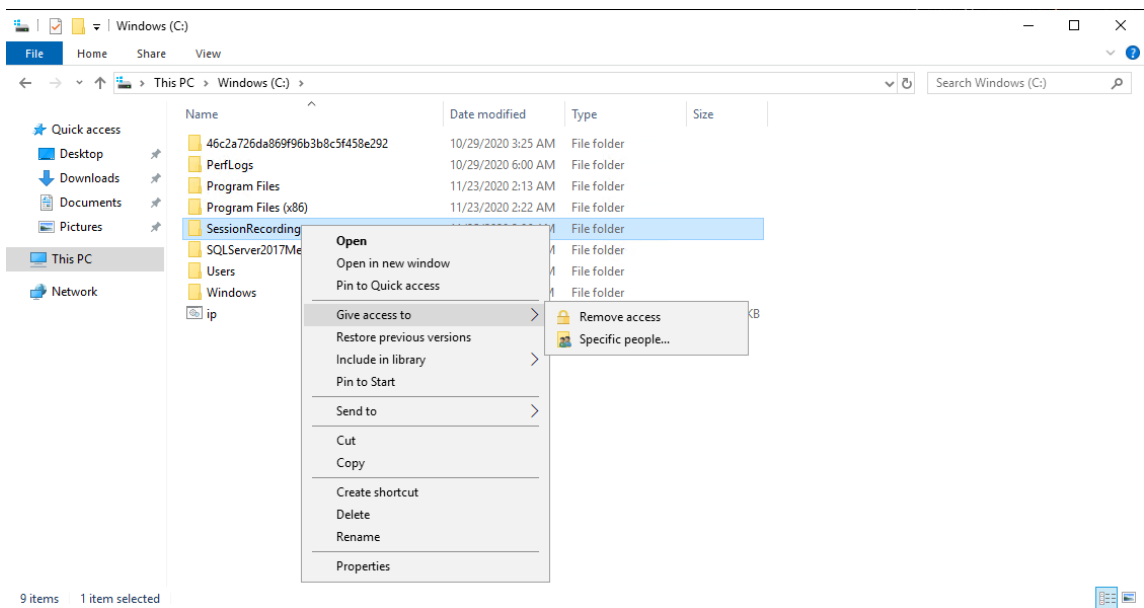 Windows (C:)
File Home Share View
This PC > Windows (C:) >
Search Windows (C:)
Quick access
Desktop
Downloads
Documents
Pictures
This PC
Network
Name Date modified Type Size
46c2a726da869f96b3b8c5f458e292 10/29/2020 3:25 AM File folder
PerfLogs 10/29/2020 6:00 AM File folder
Program Files 11/23/2020 2:13 AM File folder
Program Files (x86) 11/23/2020 2:22 AM File folder
SessionRecording File folder
SQLServer2017Me File folder
Users File folder
Windows File folder
ip KB
Open
Open in new window
Pin to Quick access
Give access to >
Restore previous versions
Include in library >
Pin to Start
Send to >
Cut
Copy
Create shortcut
Delete
Rename
Properties
Remove access
Specific people...
9 items 1 item selected